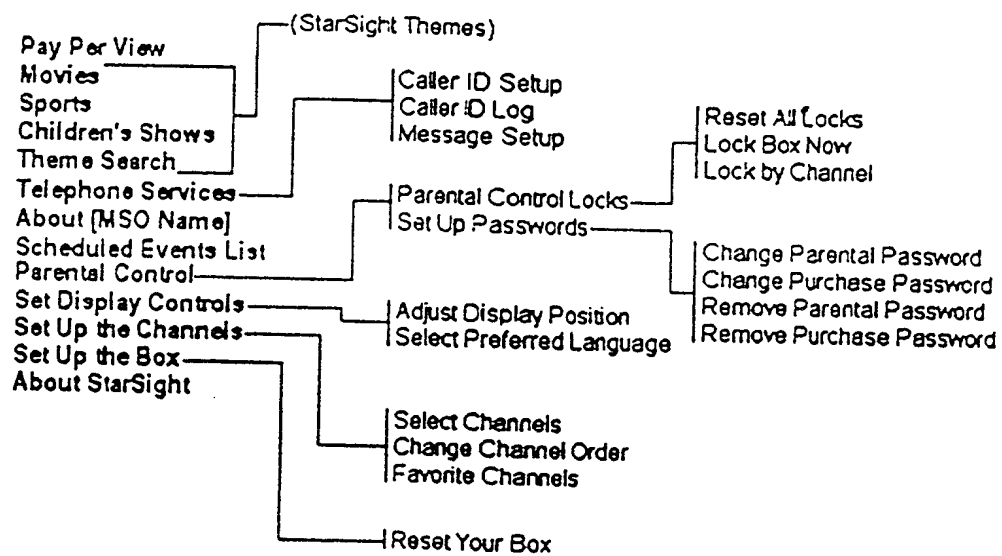 (StarSight Themes)
Pay Per View
Movies
Sports
Children's Shows
Theme Search
Telephone Services
About [MSO Name]
Scheduled Events List
Parental Control
Set Display Controls
Set Up the Channels
Set Up the Box
About StarSight
Caller ID Setup
Caller ID Log
Message Setup
Parental Control Locks
Set Up Passwords
Adjust Display Position
Select Preferred Language
Select Channels
Change Channel Order
Favorite Channels
Reset Your Box
Reset All Locks
Lock Box Now
Lock by Channel
Change Parental Password
Change Purchase Password
Remove Parental Password
Remove Purchase Password